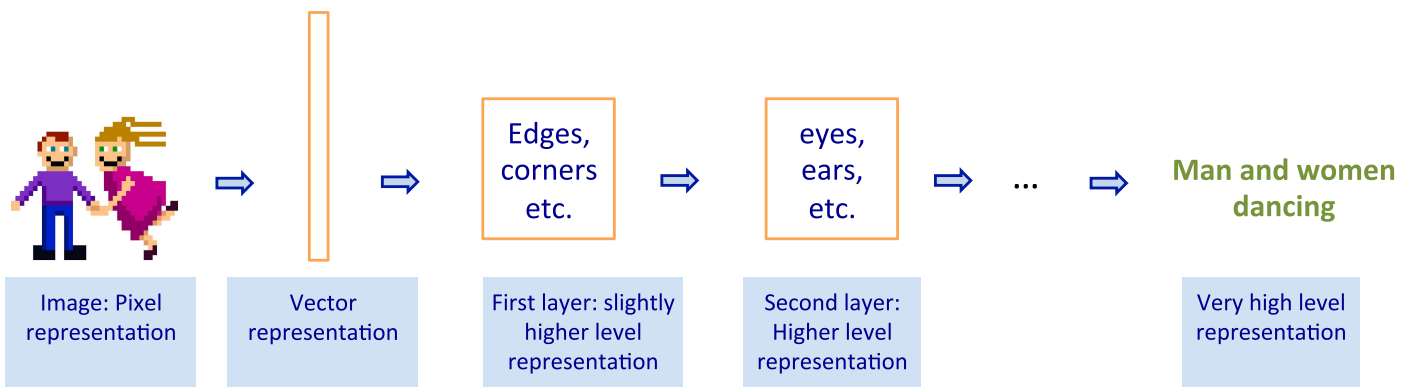 Edges,
corners
etc.
eyes,
ears,
etc.
...
Man and women
dancing
Image: Pixel
representation
Vector
representation
First layer: slightly
higher level
representation
Second layer:
Higher level
representation
Very high level
representation